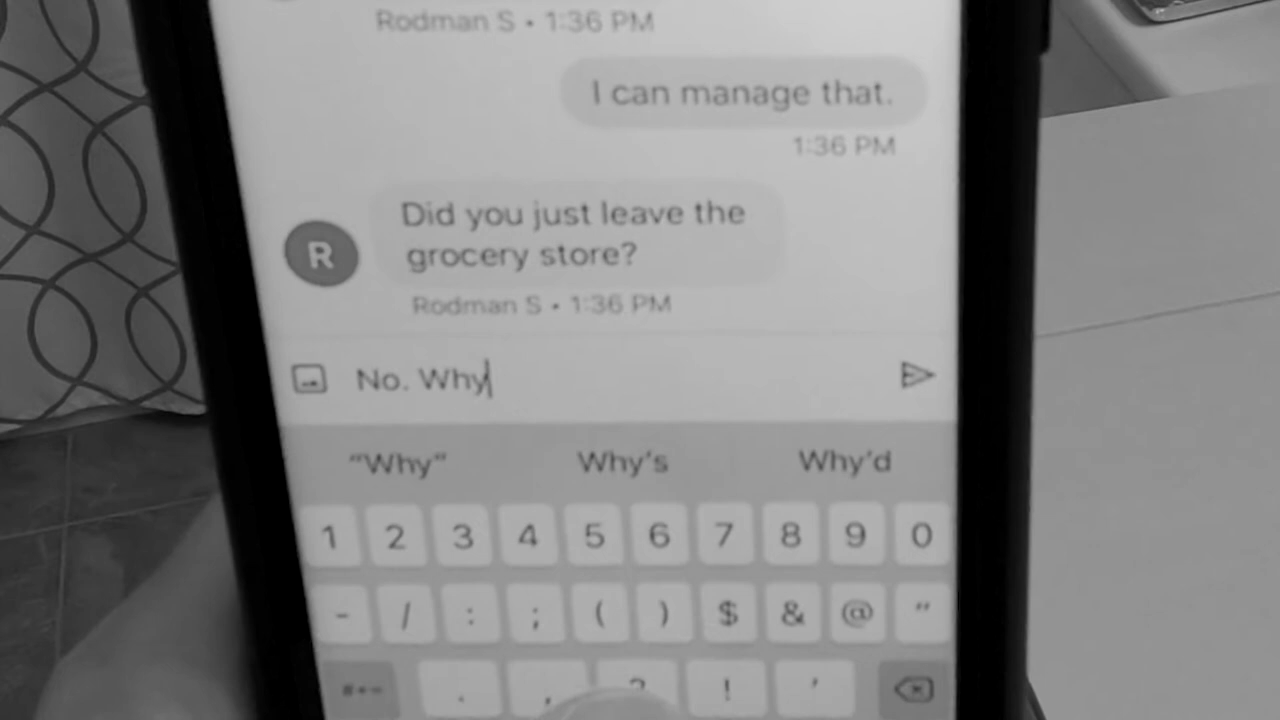 Rodman S • 1:36 PM
I can manage that.
1:36 PM
Did you just leave the
grocery store?
R
Rodman S • 1:36 PM
No. Why
“Why” Why's Why'd
1 2 3 4 5 6 7 8 9 0
- / : ; ( ) $ & @ "
#+= . , ? ! '